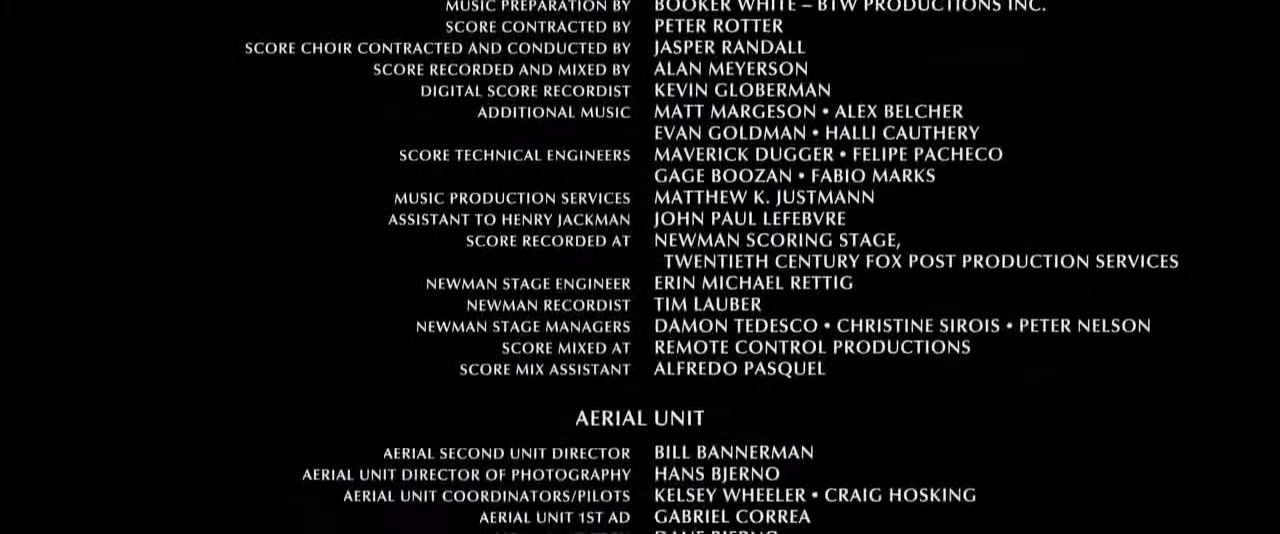 MUSIC PREPARATION BY BOOKER WHITE – BTW PRODUCTIONS INC.
SCORE CONTRACTED BY PETER ROTTER
SCORE CHOIR CONTRACTED AND CONDUCTED BY JASPER RANDALL
SCORE RECORDED AND MIXED BY ALAN MEYERSON
DIGITAL SCORE RECORDIST KEVIN GLOBERMAN
ADDITIONAL MUSIC MATT MARGESON • ALEX BELCHER
EVAN GOLDMAN • HALLI CAUTHERY
SCORE TECHNICAL ENGINEERS MAVERICK DUGGER • FELIPE PACHECO
GAGE BOOZAN • FABIO MARKS
MUSIC PRODUCTION SERVICES MATTHEW K. JUSTMANN
ASSISTANT TO HENRY JACKMAN JOHN PAUL LEFEBVRE
SCORE RECORDED AT NEWMAN SCORING STAGE,
TWENTIETH CENTURY FOX POST PRODUCTION SERVICES
NEWMAN STAGE ENGINEER ERIN MICHAEL RETTIG
NEWMAN RECORDIST TIM LAUBER
NEWMAN STAGE MANAGERS DAMON TEDESCO • CHRISTINE SIROIS • PETER NELSON
SCORE MIXED AT REMOTE CONTROL PRODUCTIONS
SCORE MIX ASSISTANT ALFREDO PASQUEL
AERIAL UNIT
AERIAL SECOND UNIT DIRECTOR BILL BANNERMAN
AERIAL UNIT DIRECTOR OF PHOTOGRAPHY HANS BJERNO
AERIAL UNIT COORDINATORS/PILOTS KELSEY WHEELER • CRAIG HOSKING
AERIAL UNIT 1ST AD GABRIEL CORREA